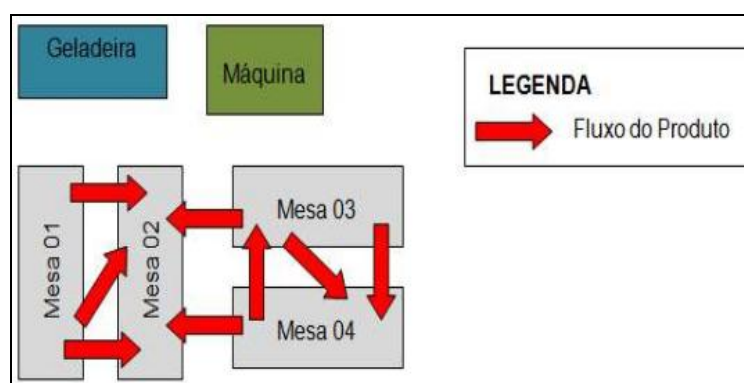 Geladeira
Máquina
LEGENDA
Fluxo do Produto
Mesa 01
Mesa 02
Mesa 03
Mesa 04